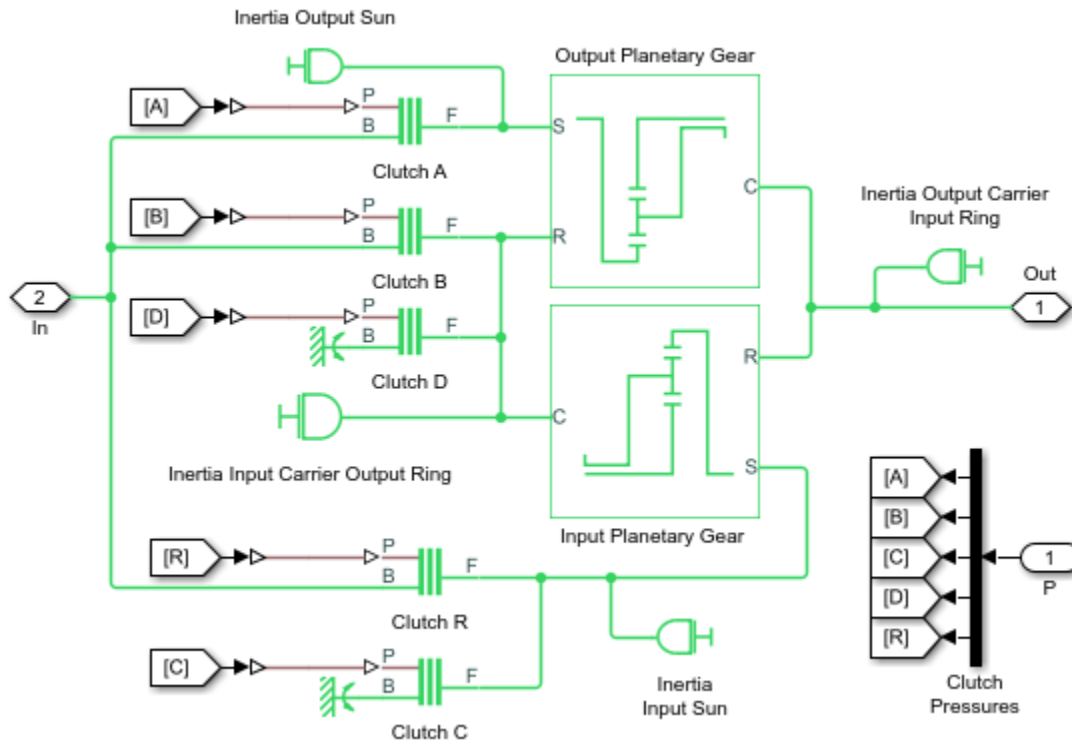 Inertia Output Sun
Output Planetary Gear
[A]
P
B
F
Clutch A
S
C
R
[B]
P
B
F
Clutch B
Inertia Output Carrier
Input Ring
2
In
[D]
P
B
F
Clutch D
Out
1
R
C
S
Inertia Input Carrier Output Ring
Input Planetary Gear
[R]
P
B
F
Clutch R
[C]
P
B
F
Clutch C
Inertia
Input Sun
[A]
[B]
[C]
[D]
[R]
1
P
Clutch
Pressures